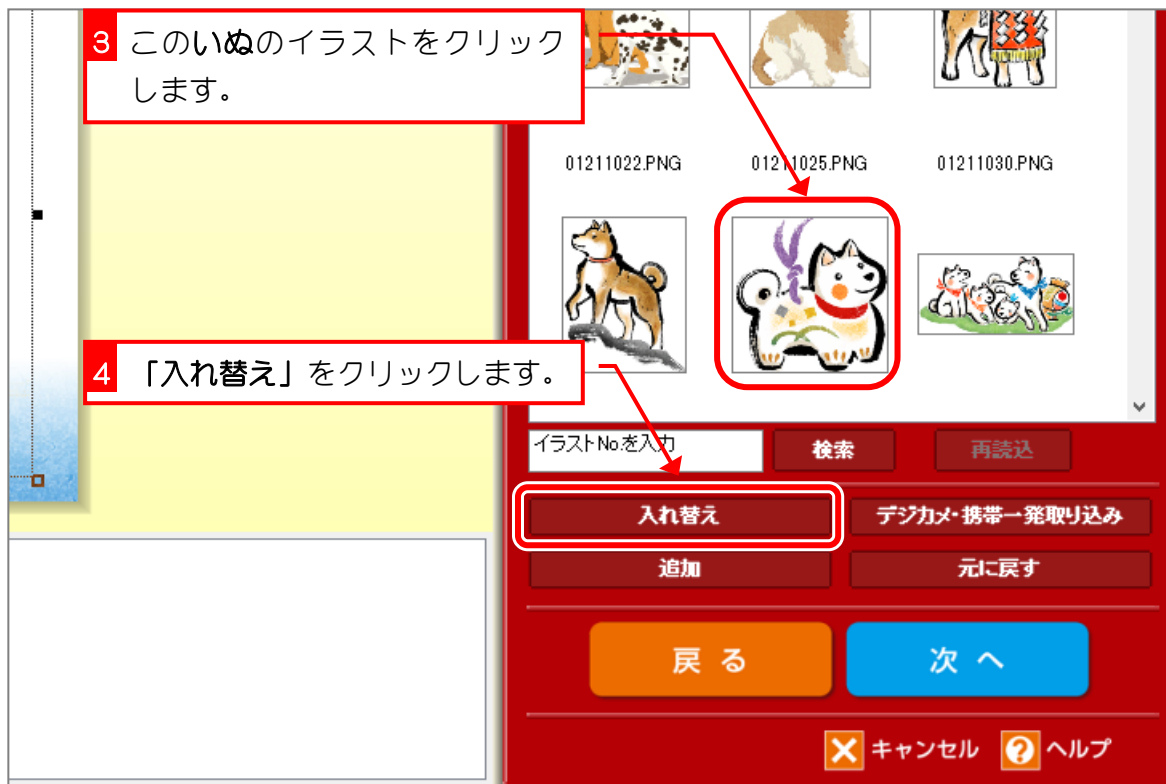 3 このいぬのイラストをクリック
します。
01211022.PNG 01211025.PNG 01211030.PNG
4 「入れ替え」をクリックします。
イラストNo.を入力 検索 再読込
入れ替え デジカメ・携帯一発取り込み
追加 元に戻す
戻る 次へ
キャンセル ? ヘルプ